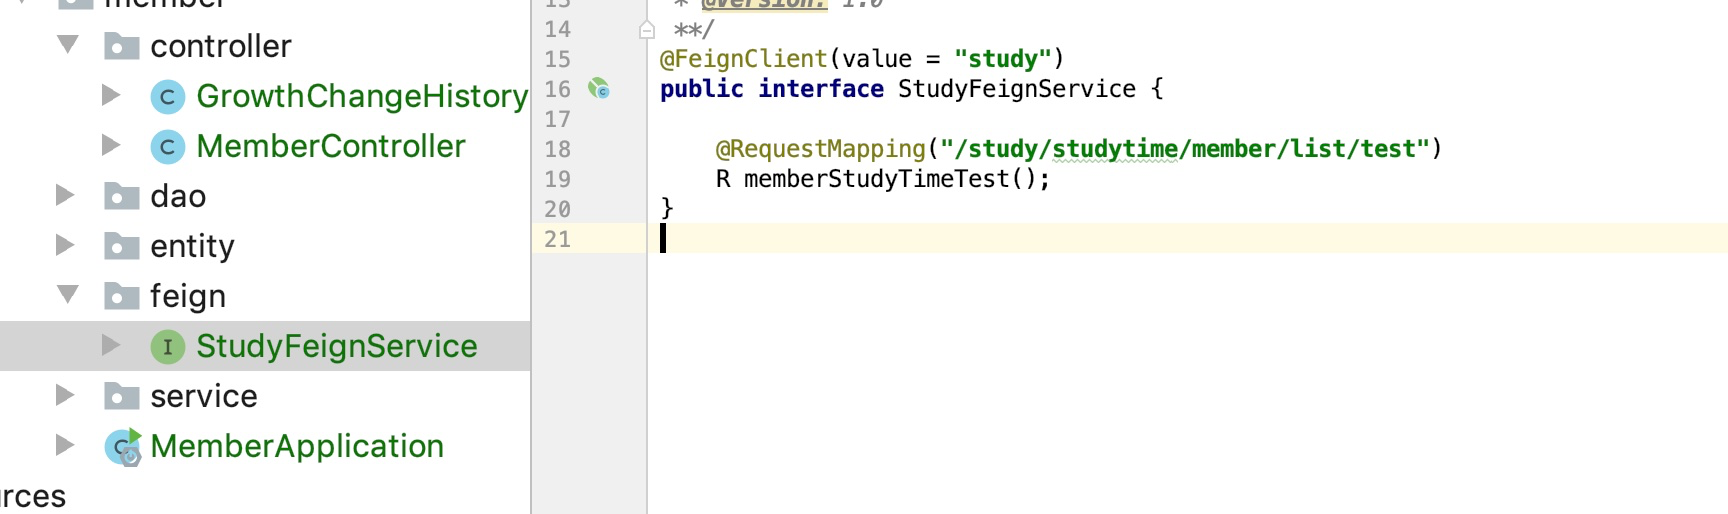 member
controller
GrowthChangeHistory
MemberController
dao
entity
feign
StudyFeignService
service
MemberApplication
urces
13 * @version: 1.0
14 **/
15 @FeignClient(value = "study")
16 public interface StudyFeignService {
17
18 @RequestMapping("/study/studytime/member/list/test")
19 R memberStudyTimeTest();
20 }
21